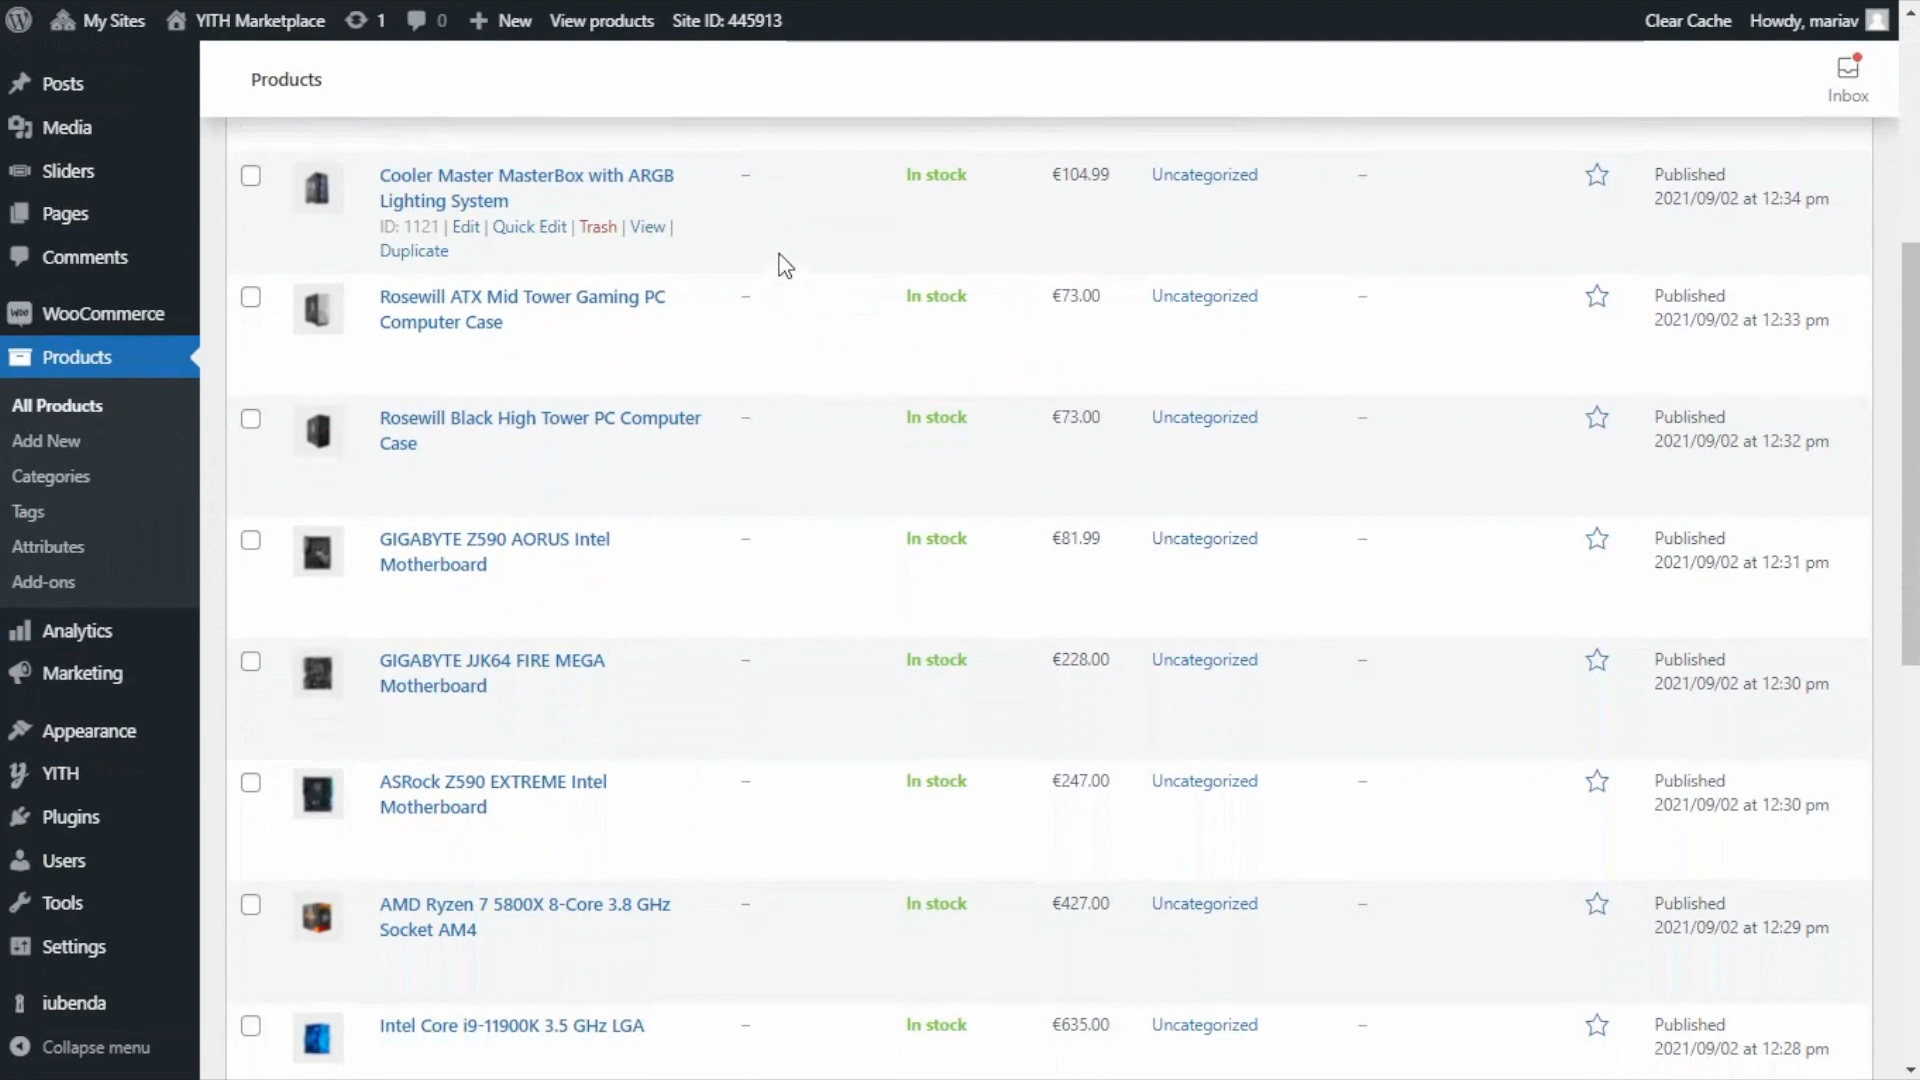 My Sites
YITH Marketplace
1
0
New
View products
Site ID: 445913
Clear Cache
Howdy, mariav
Posts
Media
Sliders
Pages
Comments
WooCommerce
Products
All Products
Add New
Categories
Tags
Attributes
Add-ons
Analytics
Marketing
Appearance
YITH
Plugins
Users
Tools
Settings
iubenda
Collapse menu
Products
Inbox
Cooler Master MasterBox with ARGB
Lighting System
ID: 1121 | Edit | Quick Edit | Trash | View |
Duplicate
–
In stock
€104.99
Uncategorized
–
Published
2021/09/02 at 12:34 pm
Rosewill ATX Mid Tower Gaming PC
Computer Case
–
In stock
€73.00
Uncategorized
–
Published
2021/09/02 at 12:33 pm
Rosewill Black High Tower PC Computer
Case
–
In stock
€73.00
Uncategorized
–
Published
2021/09/02 at 12:32 pm
GIGABYTE Z590 AORUS Intel
Motherboard
–
In stock
€81.99
Uncategorized
–
Published
2021/09/02 at 12:31 pm
GIGABYTE JJK64 FIRE MEGA
Motherboard
–
In stock
€228.00
Uncategorized
–
Published
2021/09/02 at 12:30 pm
ASRock Z590 EXTREME Intel
Motherboard
–
In stock
€247.00
Uncategorized
–
Published
2021/09/02 at 12:30 pm
AMD Ryzen 7 5800X 8-Core 3.8 GHz
Socket AM4
–
In stock
€427.00
Uncategorized
–
Published
2021/09/02 at 12:29 pm
Intel Core i9-11900K 3.5 GHz LGA
–
In stock
€635.00
Uncategorized
–
Published
2021/09/02 at 12:28 pm